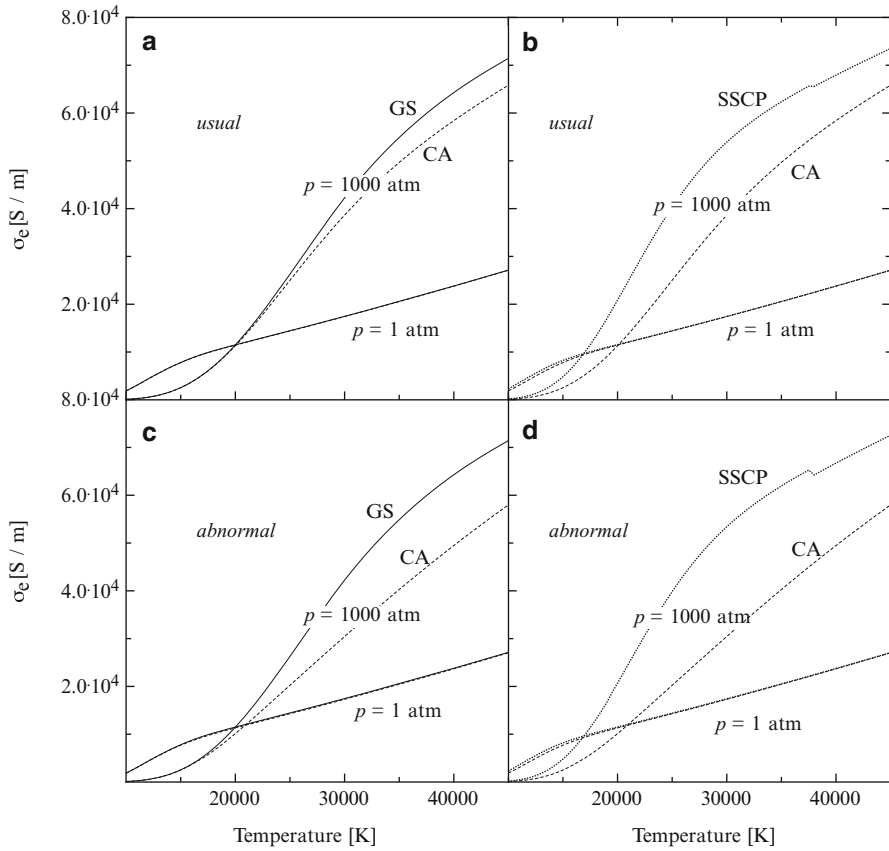 a
b
8.0·10⁴
6.0·10⁴
4.0·10⁴
2.0·10⁴
8.0·10⁴
σe[S / m]
usual
GS
CA
p = 1000 atm
p = 1 atm
usual
SSCP
CA
p = 1000 atm
p = 1 atm
c
d
6.0·10⁴
4.0·10⁴
2.0·10⁴
σe[S / m]
abnormal
GS
CA
p = 1000 atm
p = 1 atm
abnormal
SSCP
CA
p = 1000 atm
p = 1 atm
20000 30000 40000
20000 30000 40000
Temperature [K]
Temperature [K]